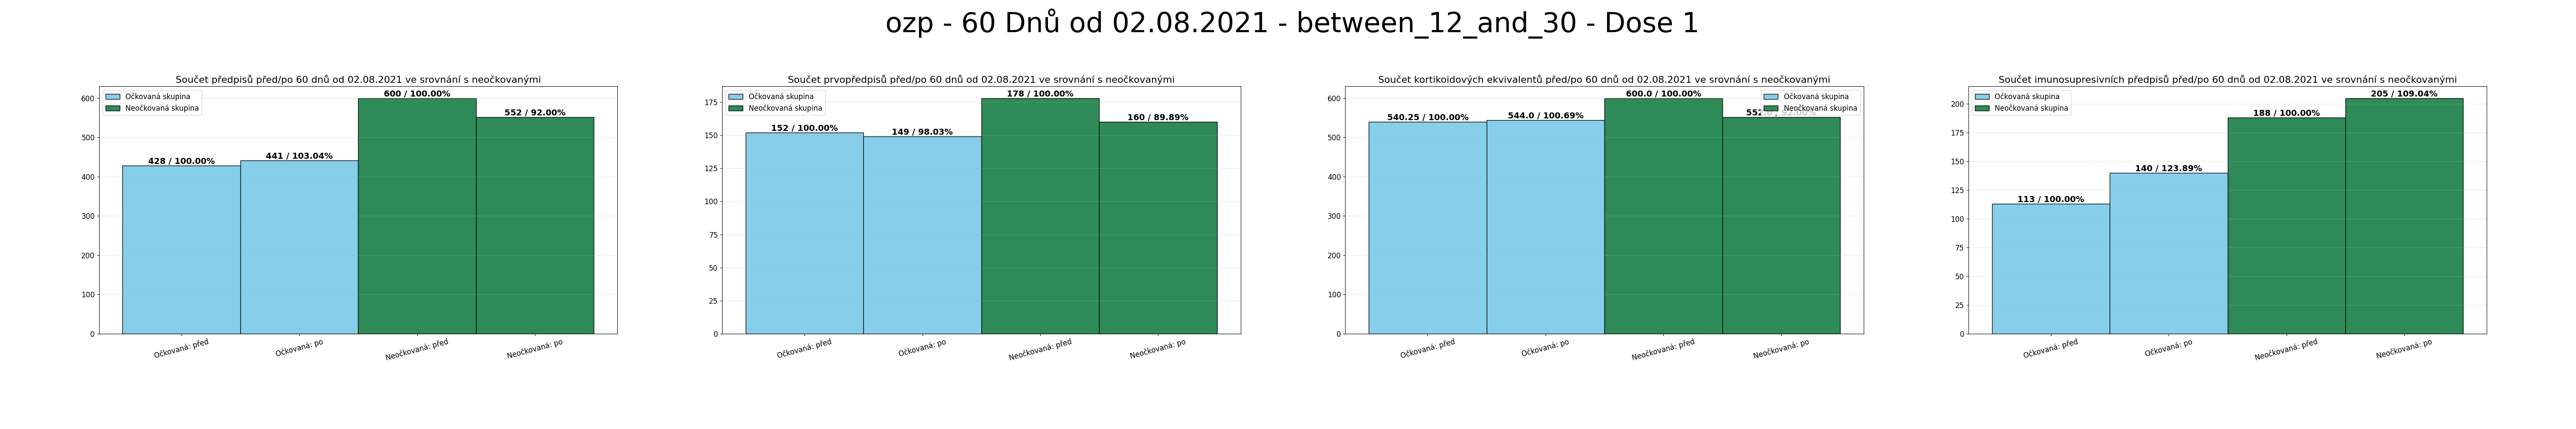 ozp - 60 Dnů od 02.08.2021 - between_12_and_30 - Dose 1
Součet předpisů před/po 60 dnů od 02.08.2021 ve srovnání s neočkovanými
Očkovaná skupina
Neočkovaná skupina
600
500
400
300
200
100
0
428 / 100.00%
441 / 103.04%
600 / 100.00%
552 / 92.00%
Očkovaná: před
Očkovaná: po
Neočkovaná: před
Neočkovaná: po
Součet prvopředpisů před/po 60 dnů od 02.08.2021 ve srovnání s neočkovanými
Očkovaná skupina
Neočkovaná skupina
175
150
125
100
75
50
25
0
152 / 100.00%
149 / 98.03%
178 / 100.00%
160 / 89.89%
Očkovaná: před
Očkovaná: po
Neočkovaná: před
Neočkovaná: po
Součet kortikoidových ekvivalentů před/po 60 dnů od 02.08.2021 ve srovnání s neočkovanými
Očkovaná skupina
Neočkovaná skupina
600
500
400
300
200
100
0
540.25 / 100.00%
544.0 / 100.69%
600.0 / 100.00%
552.0 / 92.00%
Očkovaná: před
Očkovaná: po
Neočkovaná: před
Neočkovaná: po
Součet imunosupresivních předpisů před/po 60 dnů od 02.08.2021 ve srovnání s neočkovanými
Očkovaná skupina
Neočkovaná skupina
200
175
150
125
100
75
50
25
0
113 / 100.00%
140 / 123.89%
188 / 100.00%
205 / 109.04%
Očkovaná: před
Očkovaná: po
Neočkovaná: před
Neočkovaná: po